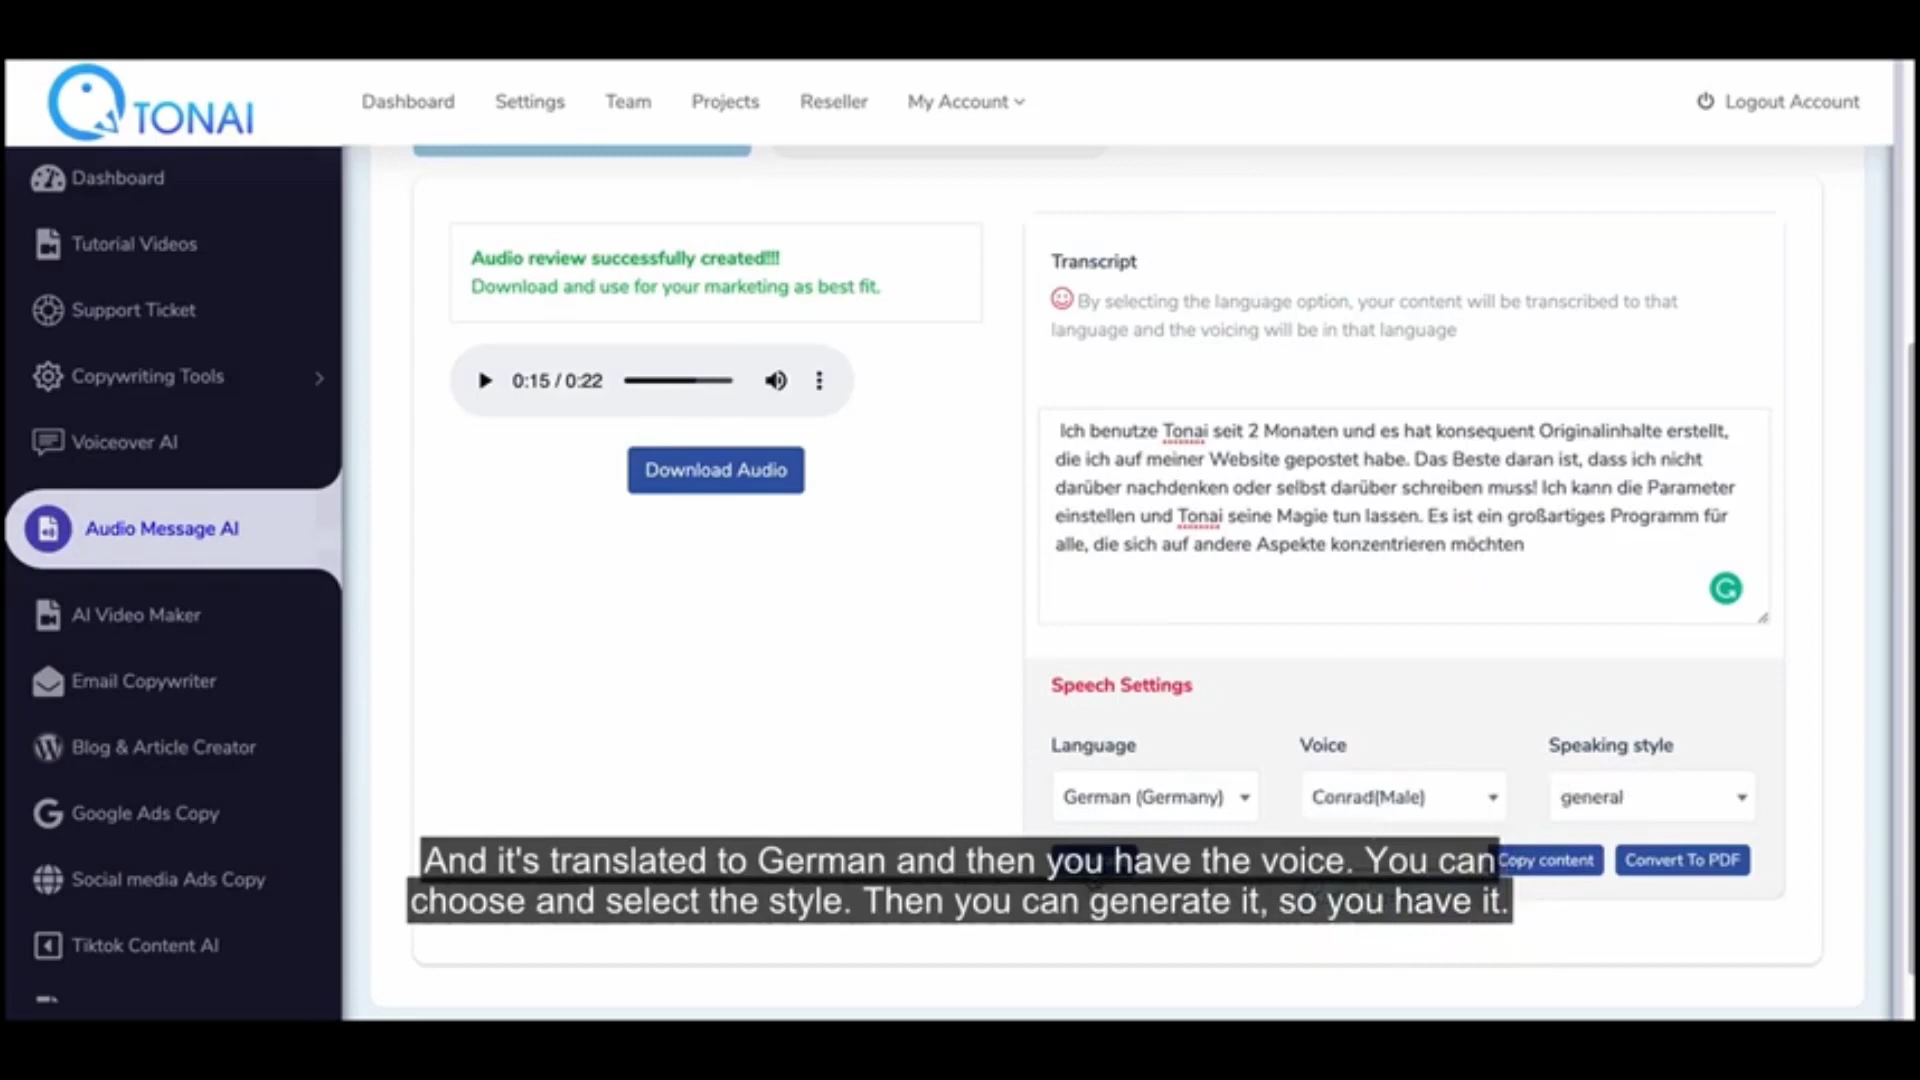 TONAI
Dashboard
Settings
Team
Projects
Reseller
My Account
Logout Account
Dashboard
Tutorial Videos
Support Ticket
Copywriting Tools
Voiceover AI
Audio Message AI
AI Video Maker
Email Copywriter
Blog & Article Creator
Google Ads Copy
Social media Ads Copy
Tiktok Content AI
Audio review successfully created!!!
Download and use for your marketing as best fit.
0:15 / 0:22
Download Audio
Transcript
By selecting the language option, your content will be transcribed to that
language and the voicing will be in that language
Ich benutze Tonai seit 2 Monaten und es hat konsequent Originalinhalte erstellt,
die ich auf meiner Website gepostet habe. Das Beste daran ist, dass ich nicht
darüber nachdenken oder selbst darüber schreiben muss! Ich kann die Parameter
einstellen und Tonai seine Magie tun lassen. Es ist ein großartiges Programm für
alle, die sich auf andere Aspekte konzentrieren möchten
Speech Settings
Language
Voice
Speaking style
German (Germany)
Conrad(Male)
general
Copy content
Convert To PDF
And it's translated to German and then you have the voice. You can
choose and select the style. Then you can generate it, so you have it.